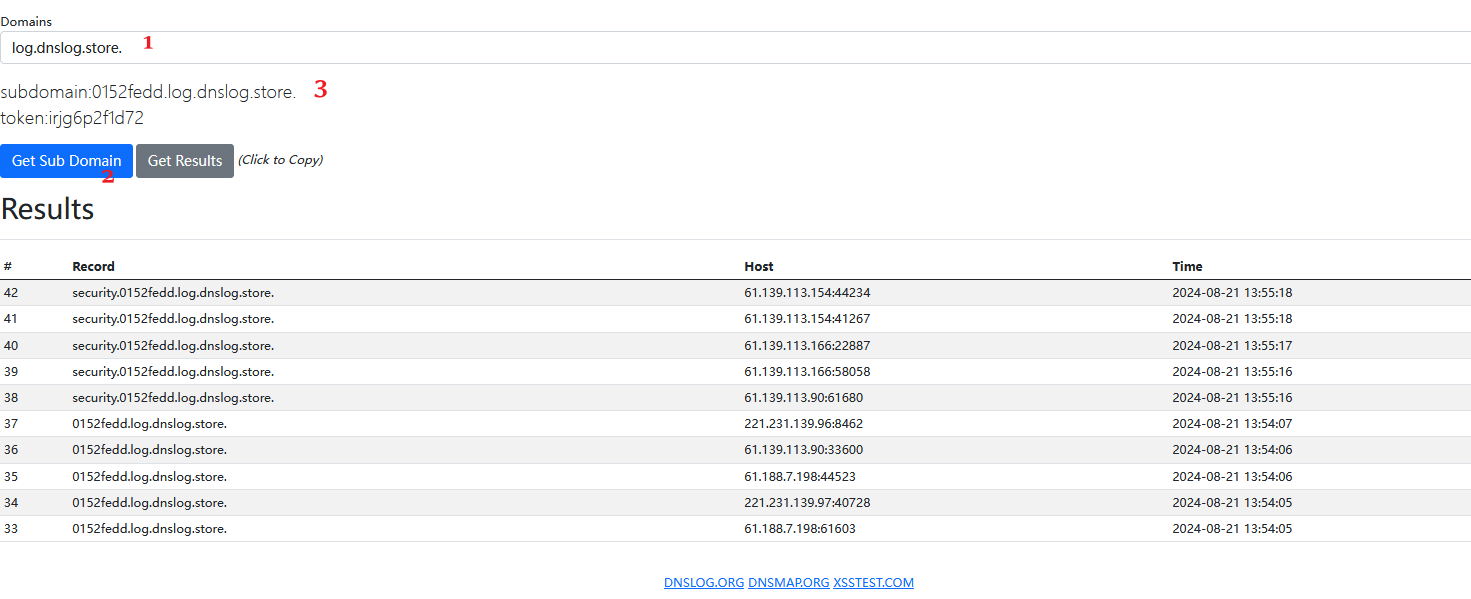 Domains
log.dnslog.store. 1
subdomain:0152fedd.log.dnslog.store. 3
token:irjg6p2f1d72
Get Sub Domain Get Results (Click to Copy)
2
Results
# Record Host Time
42 security.0152fedd.log.dnslog.store. 61.139.113.154:44234 2024-08-21 13:55:18
41 security.0152fedd.log.dnslog.store. 61.139.113.154:41267 2024-08-21 13:55:18
40 security.0152fedd.log.dnslog.store. 61.139.113.166:22887 2024-08-21 13:55:17
39 security.0152fedd.log.dnslog.store. 61.139.113.166:58058 2024-08-21 13:55:16
38 security.0152fedd.log.dnslog.store. 61.139.113.90:61680 2024-08-21 13:55:16
37 0152fedd.log.dnslog.store. 221.231.139.96:8462 2024-08-21 13:54:07
36 0152fedd.log.dnslog.store. 61.139.113.90:33600 2024-08-21 13:54:06
35 0152fedd.log.dnslog.store. 61.188.7.198:44523 2024-08-21 13:54:06
34 0152fedd.log.dnslog.store. 221.231.139.97:40728 2024-08-21 13:54:05
33 0152fedd.log.dnslog.store. 61.188.7.198:61603 2024-08-21 13:54:05
DNSLOG.ORG DNSMAP.ORG XSSTEST.COM